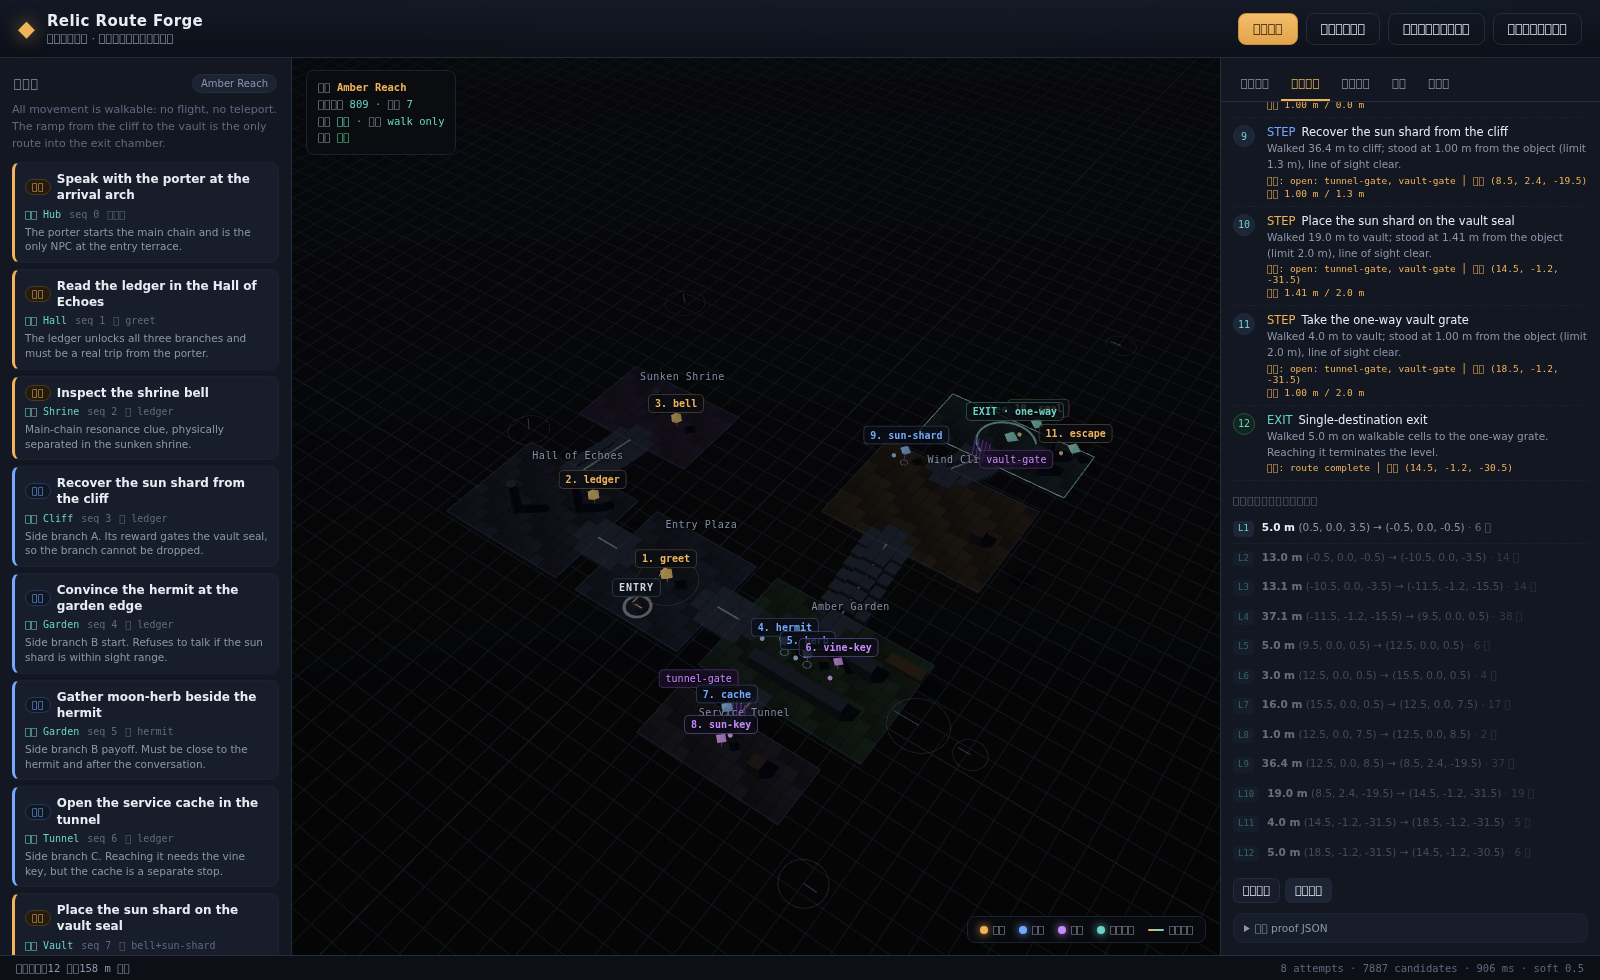 Relic Route Forge
Amber Reach
All movement is walkable: no flight, no teleport.
The ramp from the cliff to the vault is the only
route into the exit chamber.
Speak with the porter at the
arrival arch
Hub seq 0
The porter starts the main chain and is the
only NPC at the entry terrace.
Read the ledger in the Hall of
Echoes
Hall seq 1 greet
The ledger unlocks all three branches and
must be a real trip from the porter.
Inspect the shrine bell
Shrine seq 2 ledger
Main-chain resonance clue, physically
separated in the sunken shrine.
Recover the sun shard from
the cliff
Cliff seq 3 ledger
Side branch A. Its reward gates the vault seal,
so the branch cannot be dropped.
Convince the hermit at the
garden edge
Garden seq 4 ledger
Side branch B start. Refuses to talk if the sun
shard is within sight range.
Gather moon-herb beside the
hermit
Garden seq 5 hermit
Side branch B payoff. Must be close to the
hermit and after the conversation.
Open the service cache in the
tunnel
Tunnel seq 6 ledger
Side branch C. Reaching it needs the vine
key, but the cache is a separate stop.
Place the sun shard on the
vault seal
Vault seq 7 bell+sun-shard
Amber Reach
809 · 7
· walk only
Sunken Shrine
3. bell
EXIT · one-way
9. sun-shard
11. escape
Hall of Echoes
Wind Cli
vault-gate
2. ledger
Entry Plaza
1. greet
ENTRY
Amber Garden
4. hermit
5. herb
6. vine-key
tunnel-gate
7. cache
Service Tunnel
8. sun-key
1.00 m / 0.0 m
9
STEP Recover the sun shard from the cliff
Walked 36.4 m to cliff; stood at 1.00 m from the object (limit
1.3 m), line of sight clear.
: open: tunnel-gate, vault-gate | (8.5, 2.4, -19.5)
1.00 m / 1.3 m
10
STEP Place the sun shard on the vault seal
Walked 19.0 m to vault; stood at 1.41 m from the object
(limit 2.0 m), line of sight clear.
: open: tunnel-gate, vault-gate | (14.5, -1.2,
-31.5)
1.41 m / 2.0 m
11
STEP Take the one-way vault grate
Walked 4.0 m to vault; stood at 1.00 m from the object (limit
2.0 m), line of sight clear.
: open: tunnel-gate, vault-gate | (18.5, -1.2,
-31.5)
1.00 m / 2.0 m
12
EXIT Single-destination exit
Walked 5.0 m on walkable cells to the one-way grate.
Reaching it terminates the level.
: route complete | (14.5, -1.2, -30.5)
L1 5.0 m (0.5, 0.0, 3.5) → (-0.5, 0.0, -0.5) · 6
L2 13.0 m (-0.5, 0.0, -0.5) → (-10.5, 0.0, -3.5) · 14
L3 13.1 m (-10.5, 0.0, -3.5) → (-11.5, -1.2, -15.5) · 14
L4 37.1 m (-11.5, -1.2, -15.5) → (9.5, 0.0, 0.5) · 38
L5 5.0 m (9.5, 0.0, 0.5) → (12.5, 0.0, 0.5) · 6
L6 3.0 m (12.5, 0.0, 0.5) → (15.5, 0.0, 0.5) · 4
L7 16.0 m (15.5, 0.0, 0.5) → (12.5, 0.0, 7.5) · 17
L8 1.0 m (12.5, 0.0, 7.5) → (12.5, 0.0, 8.5) · 2
L9 36.4 m (12.5, 0.0, 8.5) → (8.5, 2.4, -19.5) · 37
L10 19.0 m (8.5, 2.4, -19.5) → (14.5, -1.2, -31.5) · 19
L11 4.0 m (14.5, -1.2, -31.5) → (18.5, -1.2, -31.5) · 5
L12 5.0 m (18.5, -1.2, -31.5) → (14.5, -1.2, -30.5) · 6
proof JSON
12 158 m
8 attempts · 7887 candidates · 906 ms · soft 0.5